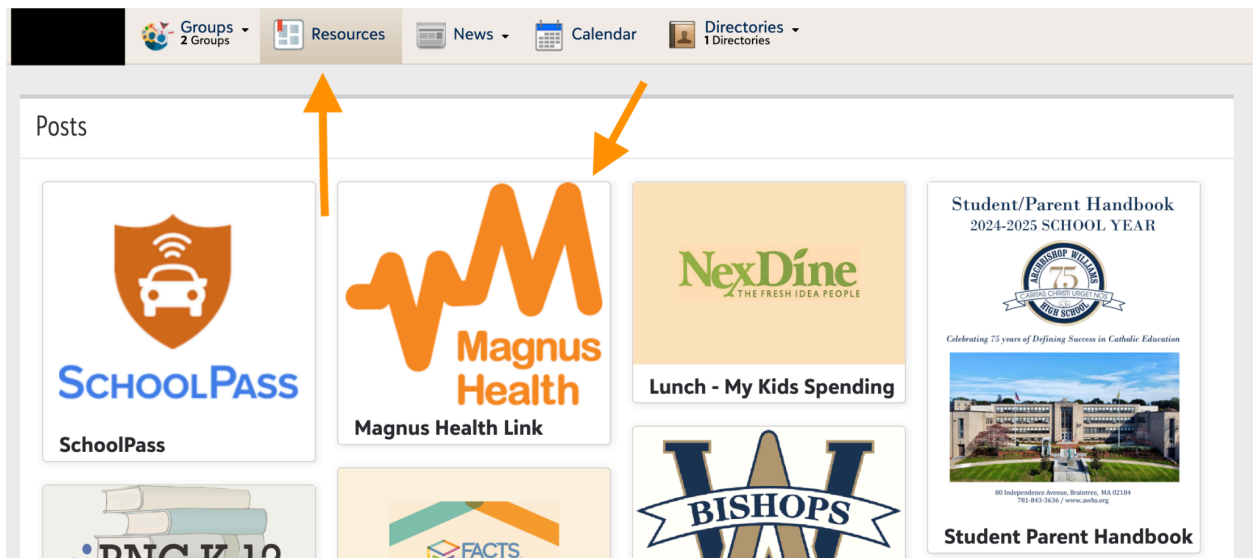 Groups
2 Groups
Resources
News
Calendar
Directories
1 Directories
Posts
SCHOOLPASS
SchoolPass
Magnus
Health
Magnus Health Link
NexDine
THE FRESH IDEA PEOPLE
Lunch - My Kids Spending
Student/Parent Handbook
2024-2025 SCHOOL YEAR
ARCHBISHOP WILLIAMS
75
CARITAS CHRISTI URGET NOS
HIGH SCHOOL
Celebrating 75 years of Defining Success in Catholic Education
80 Independence Avenue, Braintree, MA 02184
781-843-3636 / www.awhs.org
Student Parent Handbook
FACTS
BISHOPS